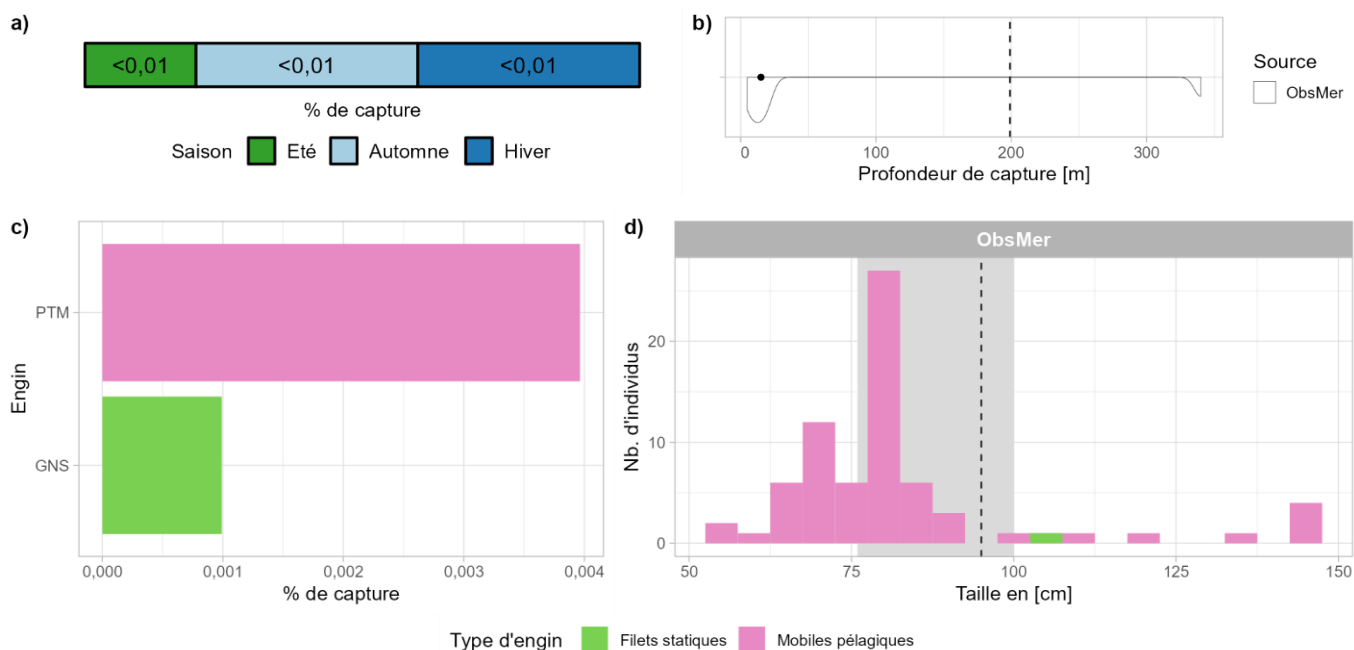 a)
<0,01 <0,01 <0,01
% de capture
Saison Eté Automne Hiver
b)
0 100 200 300
Profondeur de capture [m]
Source
ObsMer
c)
PTM
GNS
Engin
0,000 0,001 0,002 0,003 0,004
% de capture
d)
ObsMer
Nb. d'individus
20
10
0
50 75 100 125 150
Taille en [cm]
Type d'engin Filets statiques Mobiles pélagiques